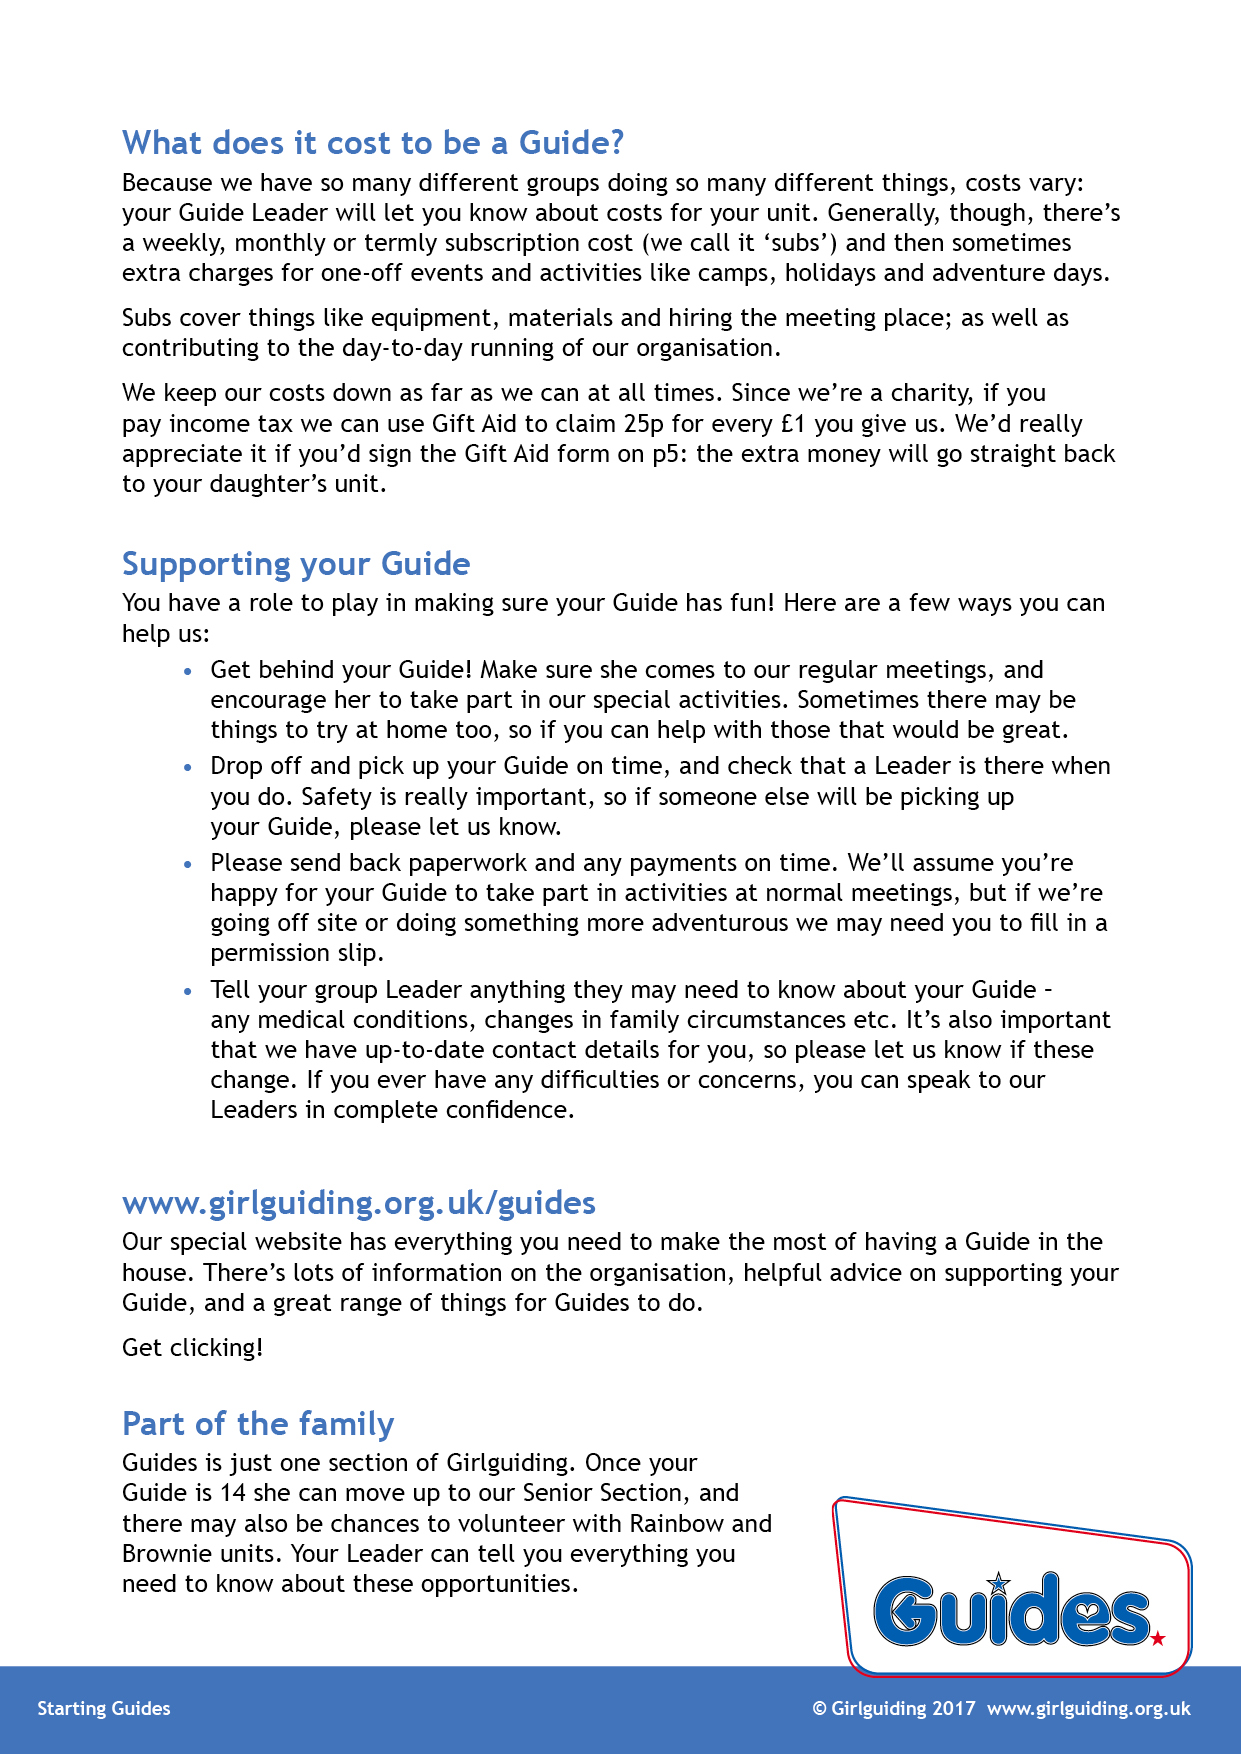 What does it cost to be a Guide?
Because we have so many different groups doing so many different things, costs vary:
your Guide Leader will let you know about costs for your unit. Generally, though, there’s
a weekly, monthly or termly subscription cost (we call it ‘subs’) and then sometimes
extra charges for one-off events and activities like camps, holidays and adventure days.
Subs cover things like equipment, materials and hiring the meeting place; as well as
contributing to the day-to-day running of our organisation.
We keep our costs down as far as we can at all times. Since we’re a charity, if you
pay income tax we can use Gift Aid to claim 25p for every £1 you give us. We’d really
appreciate it if you’d sign the Gift Aid form on p5: the extra money will go straight back
to your daughter’s unit.
Supporting your Guide
You have a role to play in making sure your Guide has fun! Here are a few ways you can
help us:
• Get behind your Guide! Make sure she comes to our regular meetings, and
encourage her to take part in our special activities. Sometimes there may be
things to try at home too, so if you can help with those that would be great.
• Drop off and pick up your Guide on time, and check that a Leader is there when
you do. Safety is really important, so if someone else will be picking up
your Guide, please let us know.
• Please send back paperwork and any payments on time. We’ll assume you’re
happy for your Guide to take part in activities at normal meetings, but if we’re
going off site or doing something more adventurous we may need you to fill in a
permission slip.
• Tell your group Leader anything they may need to know about your Guide –
any medical conditions, changes in family circumstances etc. It’s also important
that we have up-to-date contact details for you, so please let us know if these
change. If you ever have any difficulties or concerns, you can speak to our
Leaders in complete confidence.
www.girlguiding.org.uk/guides
Our special website has everything you need to make the most of having a Guide in the
house. There’s lots of information on the organisation, helpful advice on supporting your
Guide, and a great range of things for Guides to do.
Get clicking!
Part of the family
Guides is just one section of Girlguiding. Once your
Guide is 14 she can move up to our Senior Section, and
there may also be chances to volunteer with Rainbow and
Brownie units. Your Leader can tell you everything you
need to know about these opportunities.
Guides
Starting Guides
© Girlguiding 2017 www.girlguiding.org.uk